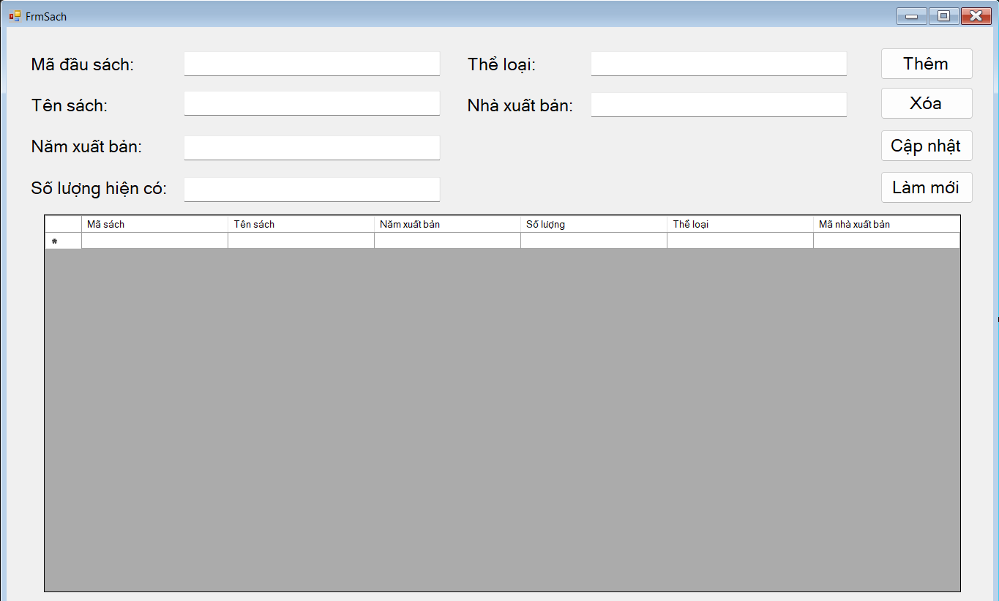 FrmSach
Mã đầu sách:
Thể loại:
Thêm
Tên sách:
Nhà xuất bản:
Xóa
Năm xuất bản:
Cập nhật
Số lượng hiện có:
Làm mới
Mã sách Tên sách Năm xuất bản Số lượng Thể loại Mã nhà xuất bản
*